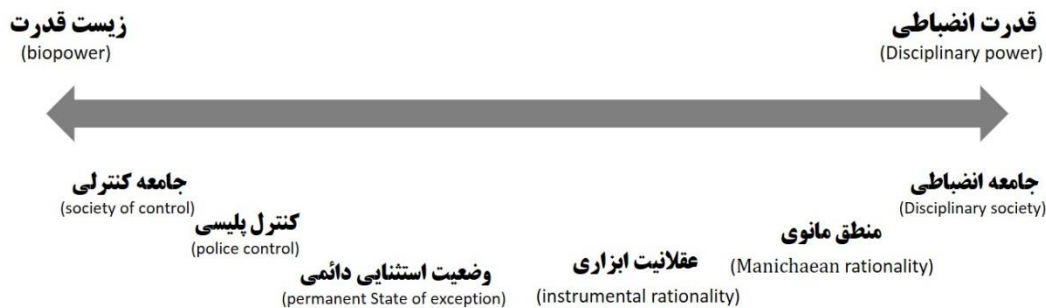 قدرت انضباطی
(Disciplinary power)
زیست قدرت
(biopower)
جامعه انضباطی
(Disciplinary society)
منطق مانوی
(Manichaean rationality)
عقلانیت ابزاری
(instrumental rationality)
وضعیت استثنایی دائمی
(permanent State of exception)
کنترل پلیسی
(police control)
جامعه کنترلی
(society of control)